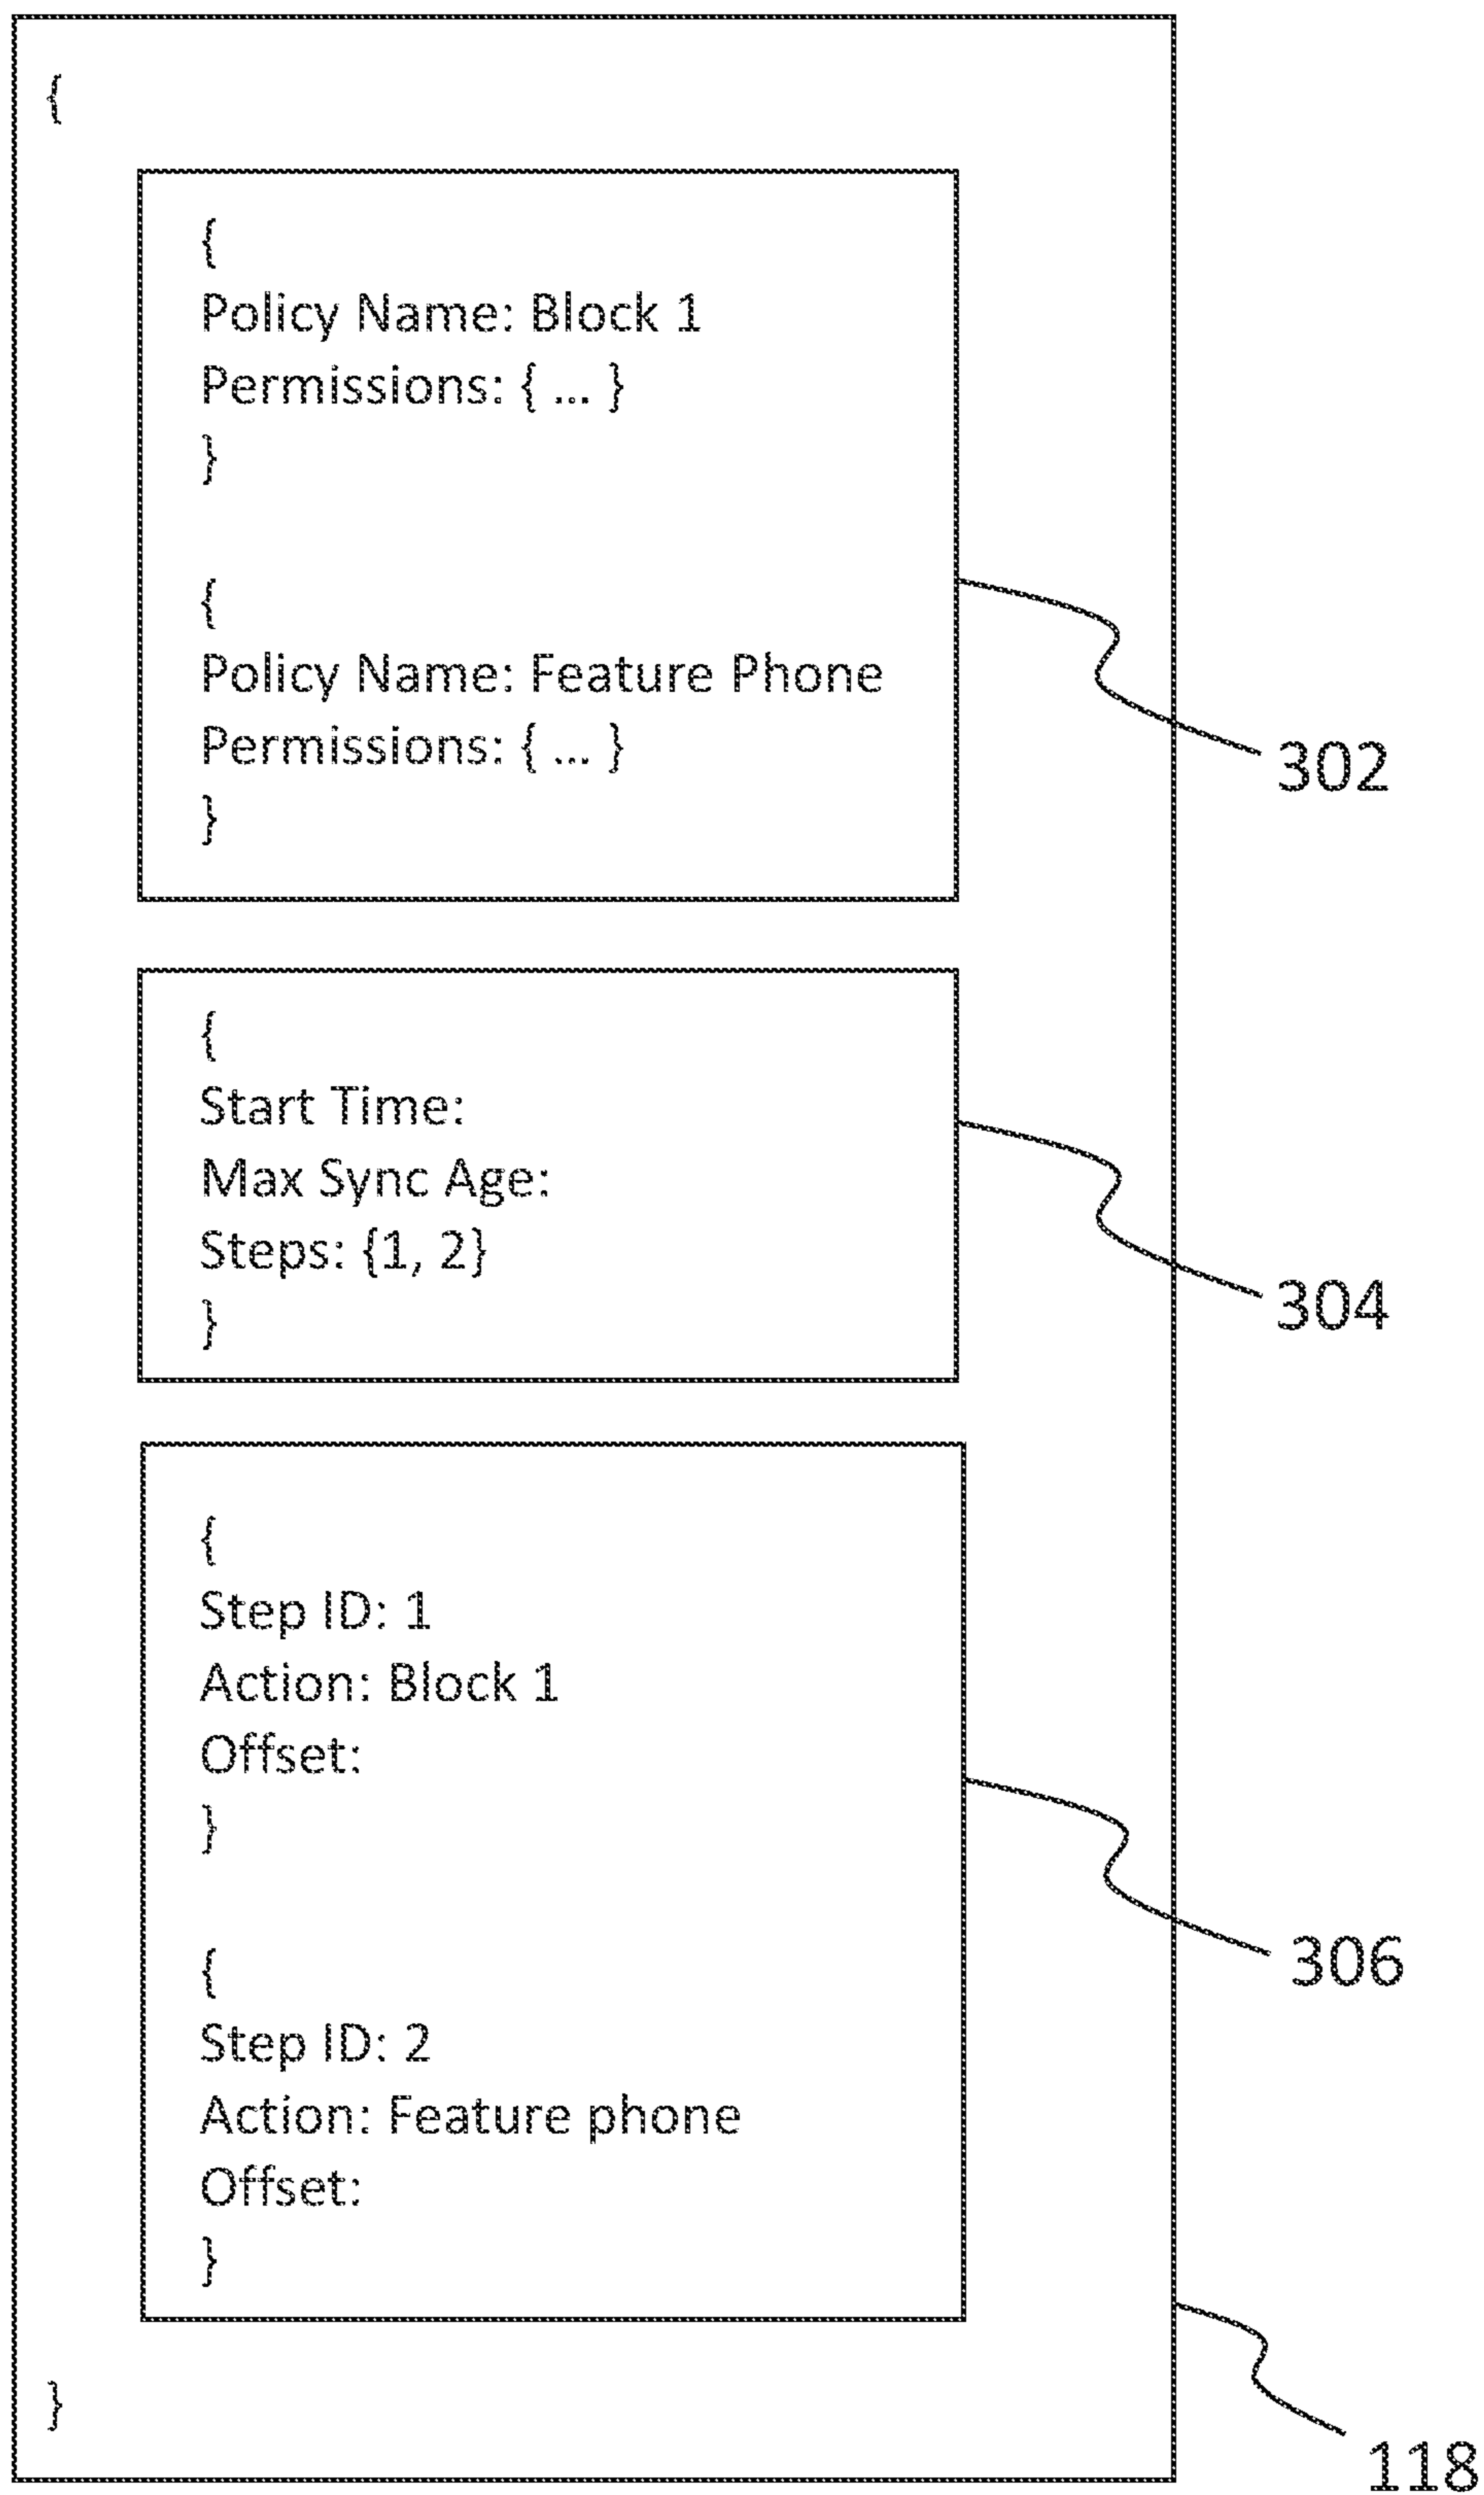 {
{
Policy Name: Block 1
Permissions: { ... }
}
{
Policy Name: Feature Phone
Permissions: { ... }
}
302
{
Start Time:
Max Sync Age:
Steps: {1, 2}
}
304
{
Step ID: 1
Action: Block 1
Offset:
}
{
Step ID: 2
Action: Feature phone
Offset:
}
306
}
118